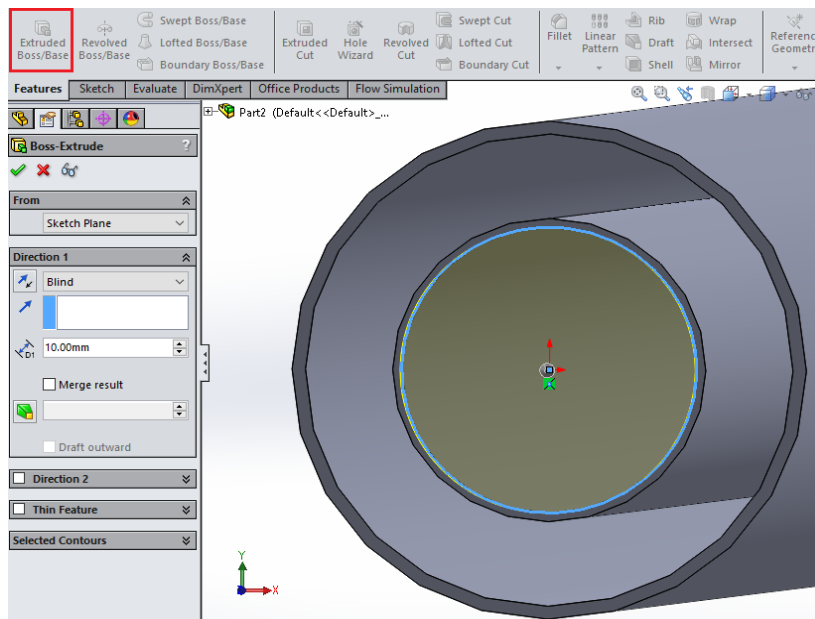 Extruded Boss/Base
Revolved Boss/Base
Swept Boss/Base
Lofted Boss/Base
Boundary Boss/Base
Extruded Cut
Hole Wizard
Revolved Cut
Swept Cut
Lofted Cut
Boundary Cut
Fillet
Linear Pattern
Rib
Draft
Shell
Wrap
Intersect
Mirror
Referenc
Geometr
Features
Sketch
Evaluate
DimXpert
Office Products
Flow Simulation
Part2 (Default<<Default>_...
Boss-Extrude
?
From
Sketch Plane
Direction 1
Blind
D1
10.00mm
Merge result
Draft outward
Direction 2
Thin Feature
Selected Contours
Y
X